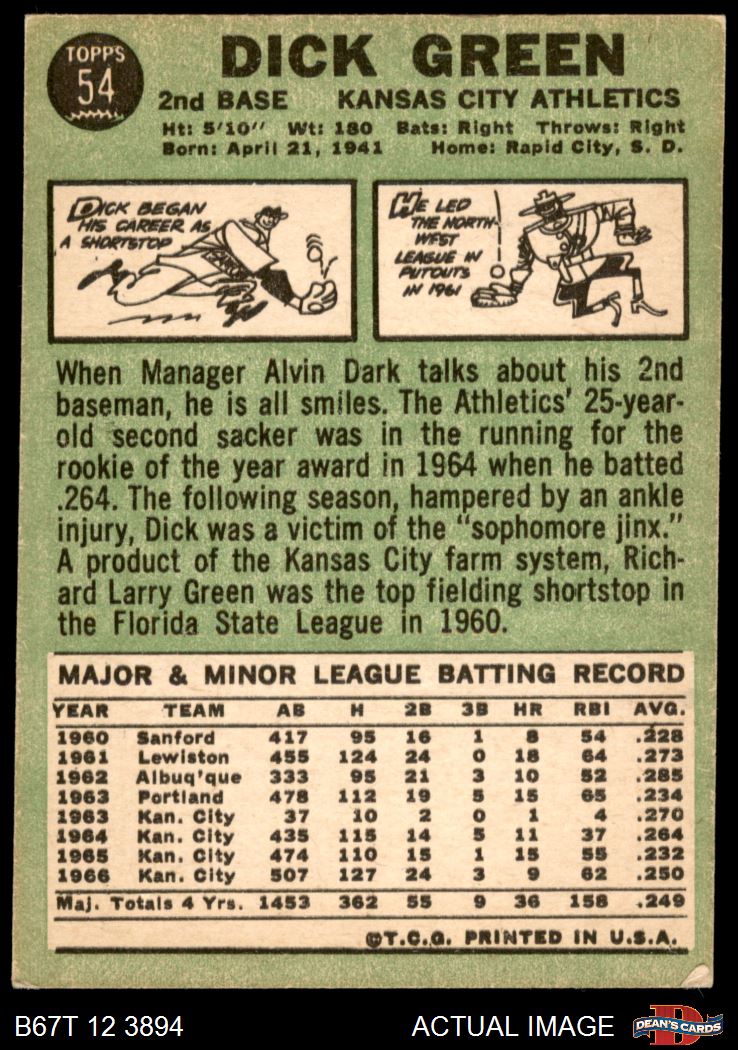 TOPPS
54
DICK GREEN
2nd BASE KANSAS CITY ATHLETICS
Ht: 5'10" Wt: 180 Bats: Right Throws: Right
Born: April 21, 1941 Home: Rapid City, S. D.
DICK BEGAN
HIS CAREER AS
A SHORTSTOP
HE LED
THE NORTH-
WEST
LEAGUE IN
PUTOUTS
IN 1961
When Manager Alvin Dark talks about his 2nd
baseman, he is all smiles. The Athletics' 25-year-
old second sacker was in the running for the
rookie of the year award in 1964 when he batted
.264. The following season, hampered by an ankle
injury, Dick was a victim of the "sophomore jinx."
A product of the Kansas City farm system, Rich-
ard Larry Green was the top fielding shortstop in
the Florida State League in 1960.
MAJOR & MINOR LEAGUE BATTING RECORD
YEAR TEAM AB H 2B 3B HR RBI AVG.
1960 Sanford 417 95 16 1 8 54 .228
1961 Lewiston 455 124 24 0 18 64 .273
1962 Albuq'que 333 95 21 3 10 52 .285
1963 Portland 478 112 19 5 15 65 .234
1963 Kan. City 37 10 2 0 1 4 .270
1964 Kan. City 435 115 14 5 11 37 .264
1965 Kan. City 474 110 15 1 15 55 .232
1966 Kan. City 507 127 24 3 9 62 .250
Maj. Totals 4 Yrs. 1453 362 55 9 36 158 .249
©T.C.G. PRINTED IN U.S.A.
B67T 12 3894 ACTUAL IMAGE
D
DEAN'S CARDS